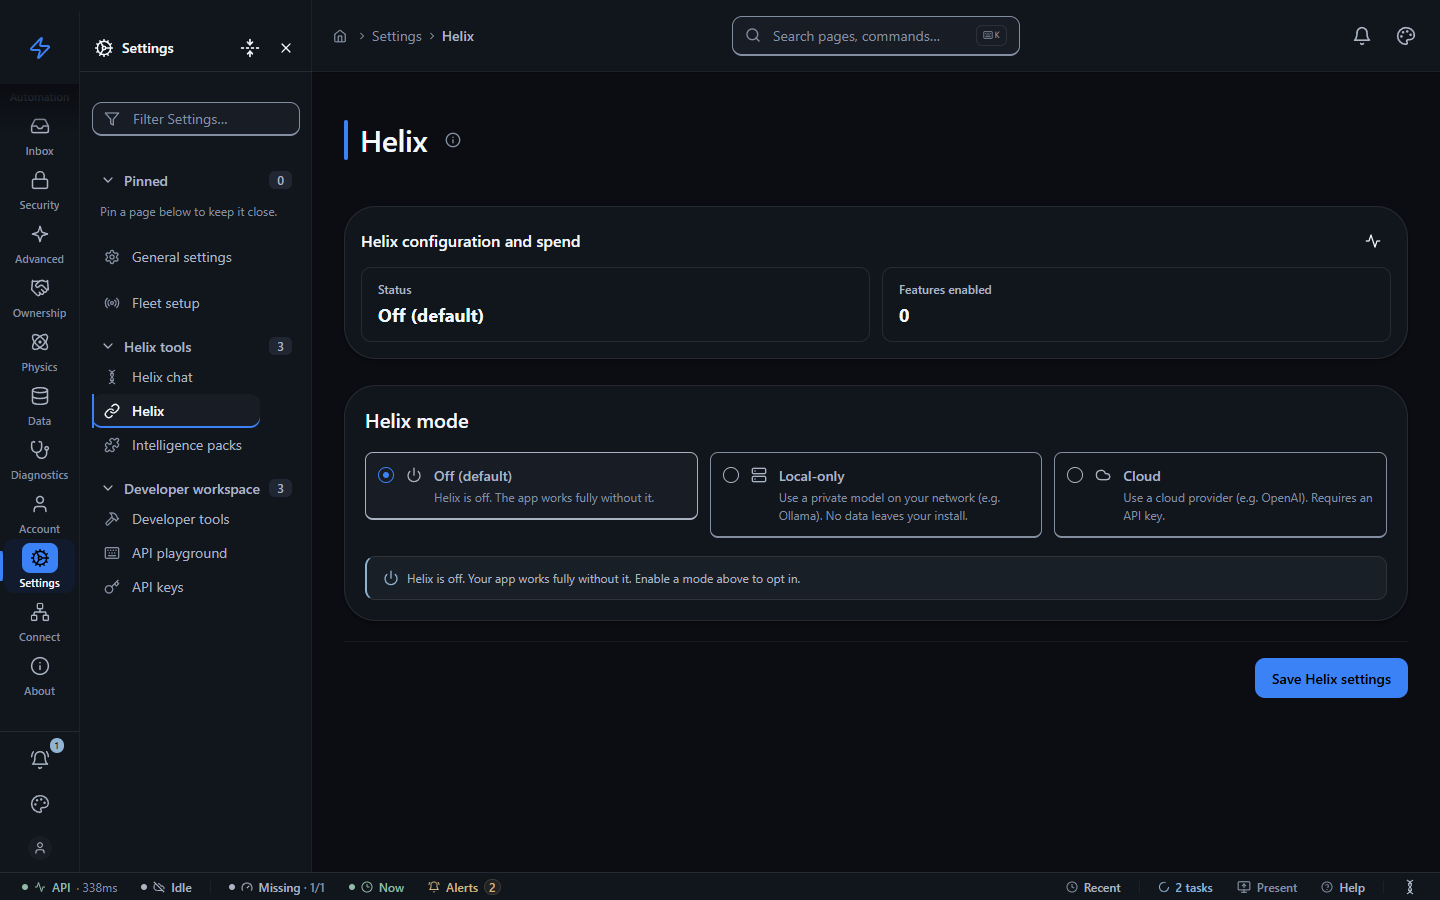 Automation
Inbox
Security
Advanced
Ownership
Physics
Data
Diagnostics
Account
Settings
Connect
About
1
Settings
Filter Settings...
Pinned 0
Pin a page below to keep it close.
General settings
Fleet setup
Helix tools 3
Helix chat
Helix
Intelligence packs
Developer workspace 3
Developer tools
API playground
API keys
Settings Helix
Search pages, commands... K
Helix
Helix configuration and spend
Status
Off (default)
Features enabled
0
Helix mode
Off (default)
Helix is off. The app works fully without it.
Local-only
Use a private model on your network (e.g.
Ollama). No data leaves your install.
Cloud
Use a cloud provider (e.g. OpenAI). Requires an
API key.
Helix is off. Your app works fully without it. Enable a mode above to opt in.
Save Helix settings
API · 338ms Idle Missing · 1/1 Now Alerts 2 Recent 2 tasks Present Help